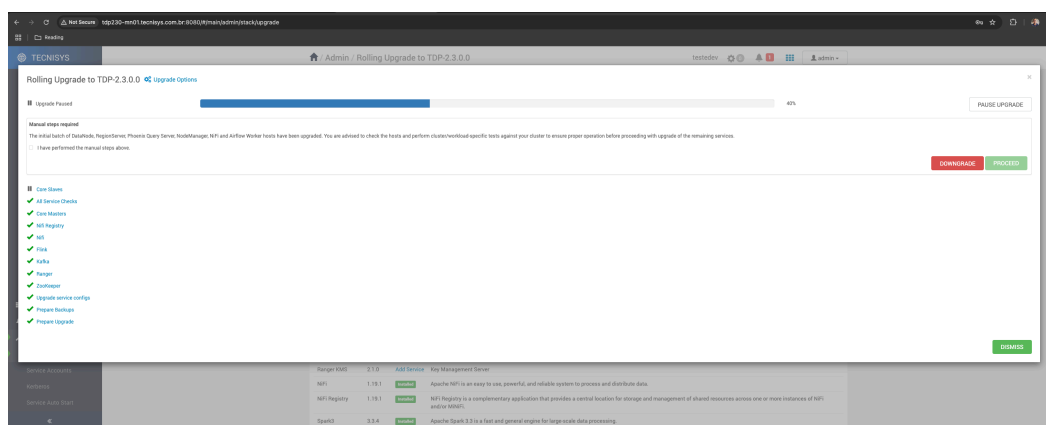 Not Secure tdp230-mn01.tecnisys.com.br:8080/#/main/admin/stack/upgrade
Reading
TECNISYS
/ Admin / Rolling Upgrade to TDP-2.3.0.0
testedev
1
admin
Rolling Upgrade to TDP-2.3.0.0 Upgrade Options
×
Upgrade Paused
40%
PAUSE UPGRADE
Manual steps required
The initial batch of DataNode, RegionServer, Phoenix Query Server, NodeManager, NiFi and Airflow Worker hosts have been upgraded. You are advised to check the hosts and perform cluster/workload-specific tests against your cluster to ensure proper operation before proceeding with upgrade of the remaining services.
I have performed the manual steps above.
DOWNGRADE
PROCEED
Core Slaves
All Service Checks
Core Masters
Nifi Registry
Nifi
Flink
Kafka
Ranger
ZooKeeper
Upgrade service configs
Prepare Backups
Prepare Upgrade
DISMISS
Service Accounts
Kerberos
Service Auto Start
Ranger KMS 2.1.0 Add Service Key Management Server
NiFi 1.19.1 Installed Apache NiFi is an easy to use, powerful, and reliable system to process and distribute data.
NiFi Registry 1.19.1 Installed NiFi Registry is a complementary application that provides a central location for storage and management of shared resources across one or more instances of NiFi
and/or MiNiFi.
Spark3 3.3.4 Installed Apache Spark 3.3 is a fast and general engine for large-scale data processing.